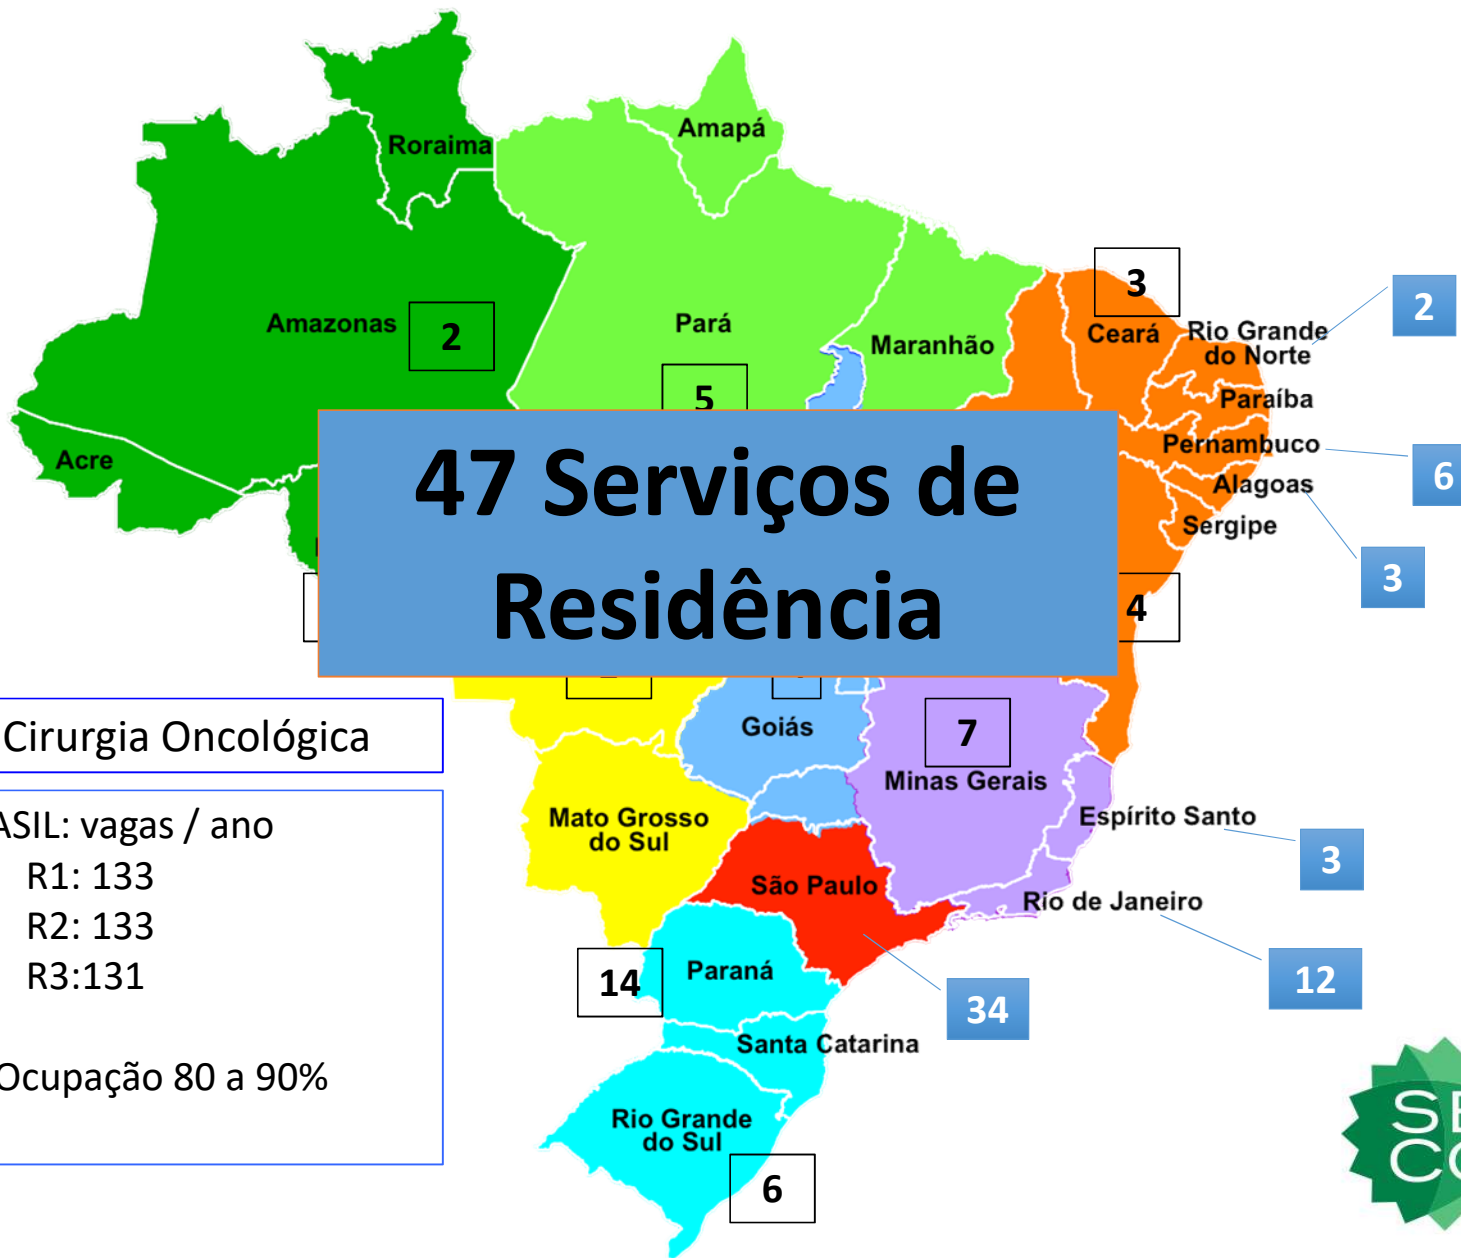 Roraima
Amapá
3
2
Amazonas
2
Pará
Maranhão
Ceará
Rio Grande
do Norte
5
Paraíba
Pernambuco
6
Acre
Alagoas
Sergipe
3
47 Serviços de
Residência
4
Cirurgia Oncológica
Goiás
7
Minas Gerais
ASIL: vagas / ano
R1: 133
R2: 133
R3:131
Ocupação 80 a 90%
Mato Grosso
do Sul
Espírito Santo
3
São Paulo
Rio de Janeiro
12
14
Paraná
34
Santa Catarina
Rio Grande
do Sul
6